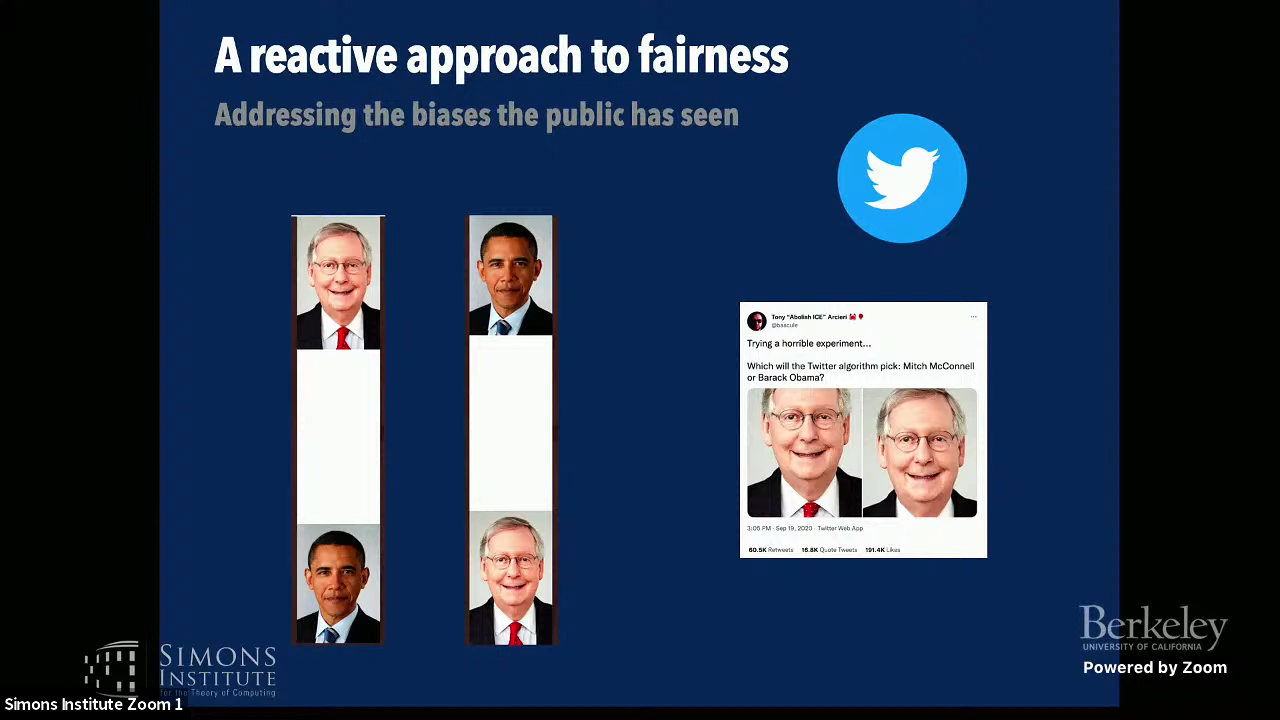 A reactive approach to fairness
Addressing the biases the public has seen
Tony "Abolish ICE" Arcieri
@bascule
Trying a horrible experiment...
Which will the Twitter algorithm pick: Mitch McConnell
or Barack Obama?
3:05 PM · Sep 19, 2020 · Twitter Web App
60.5K Retweets 16.8K Quote Tweets 191.4K Likes
SIMONS
INSTITUTE
for the Theory of Computing
Berkeley
UNIVERSITY OF CALIFORNIA
Powered by Zoom
Simons Institute Zoom 1